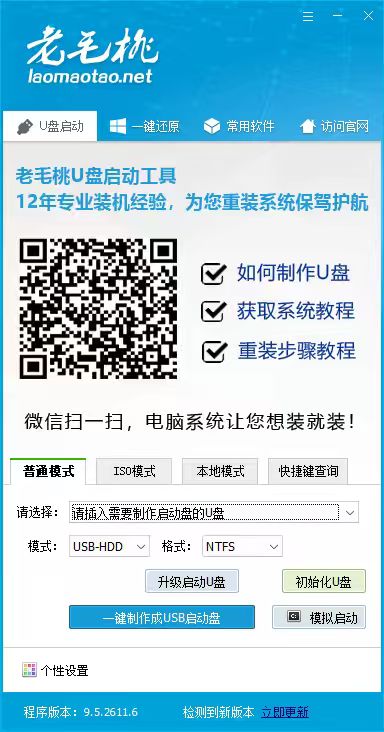 老毛桃
laomaotao.net
U盘启动 一键还原 常用软件 访问官网
老毛桃U盘启动工具
12年专业装机经验，为您重装系统保驾护航
如何制作U盘
获取系统教程
重装步骤教程
微信扫一扫，电脑系统让您想装就装！
普通模式 ISO模式 本地模式 快捷键查询
请选择： 请插入需要制作启动盘的U盘
模式： USB-HDD 格式： NTFS
升级启动U盘 初始化U盘
一键制作成USB启动盘 模拟启动
个性设置
程序版本：9.5.2611.6 检测到新版本 立即更新